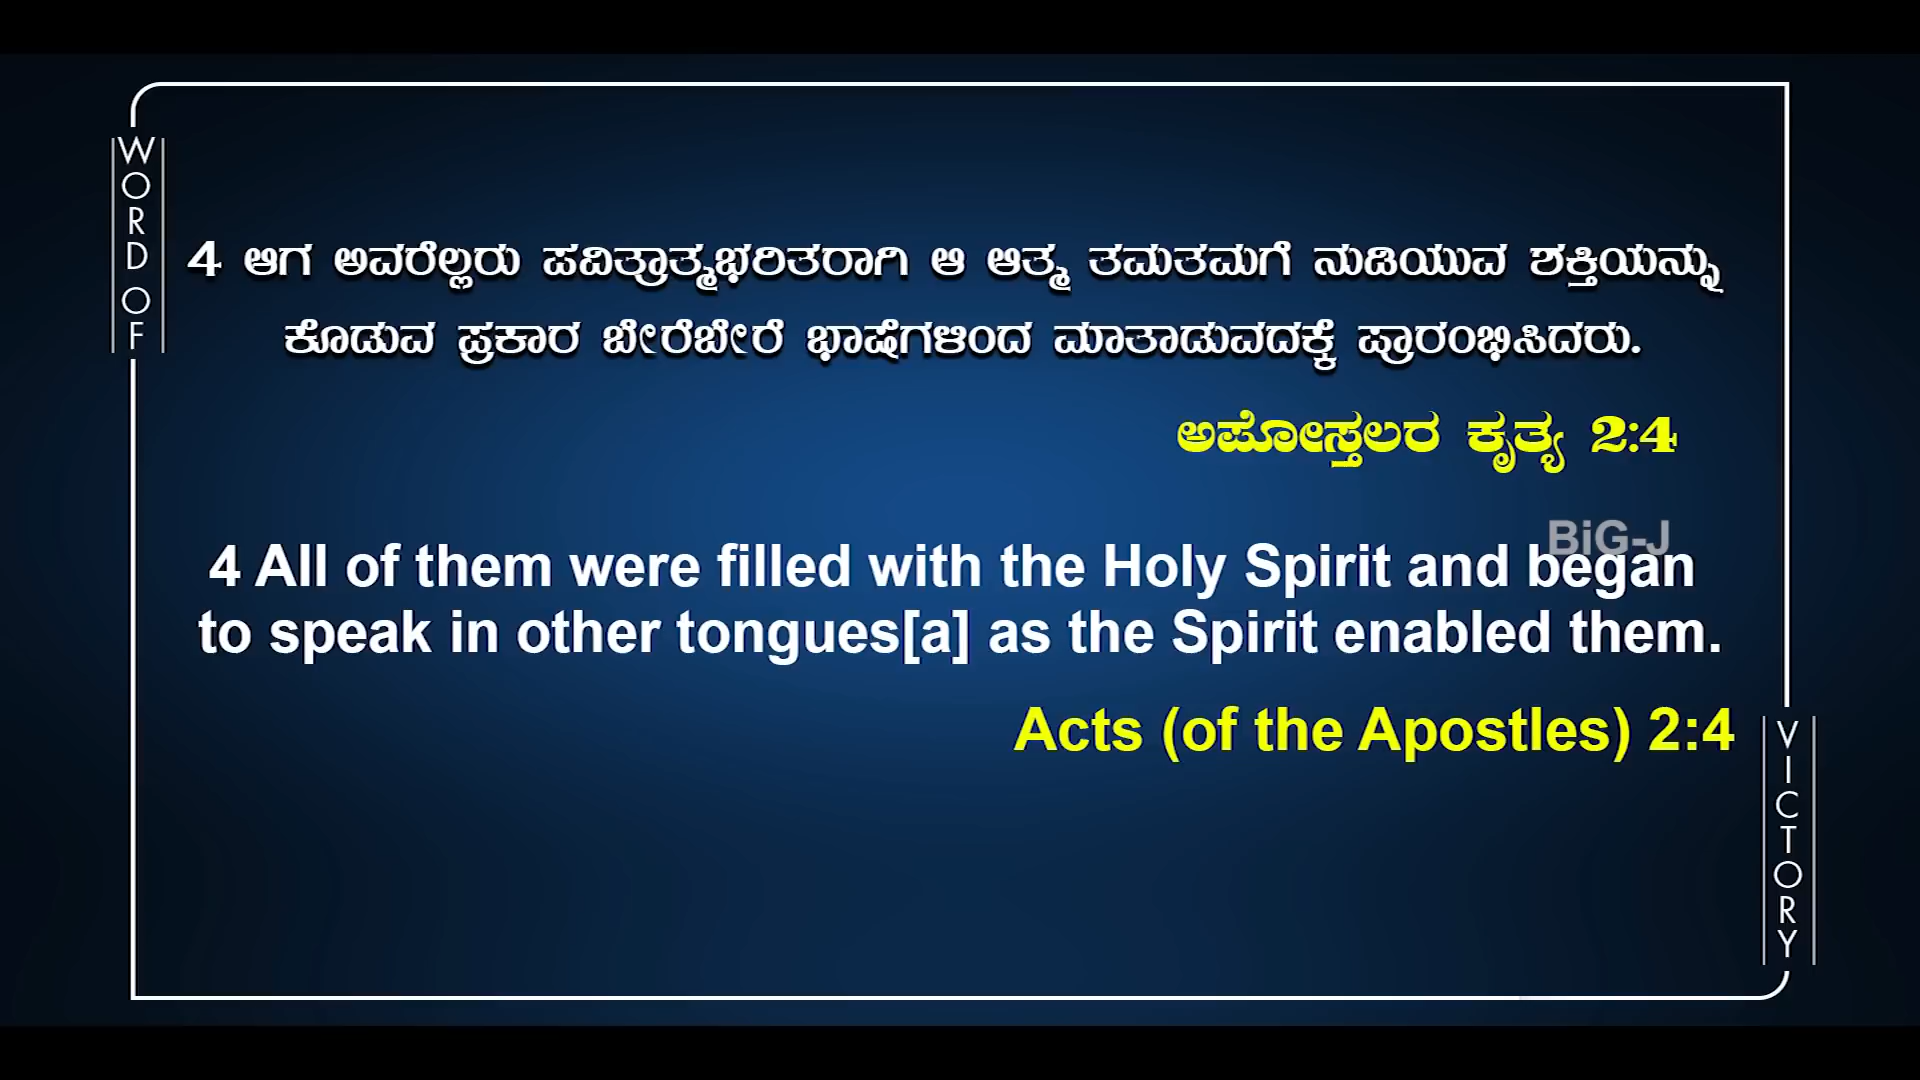 WORD OF
4 ಆಗ ಅವರೆಲ್ಲರು ಪವಿತ್ರಾತ್ಮಭರಿತರಾಗಿ ಆ ಆತ್ಮ ತಮತಮಗೆ ನುಡಿಯುವ ಶಕ್ತಿಯನ್ನು
ಕೊಡುವ ಪ್ರಕಾರ ಬೇರೆಬೇರೆ ಭಾಷೆಗಳಿಂದ ಮಾತಾಡುವದಕ್ಕೆ ಪ್ರಾರಂಭಿಸಿದರು.
ಅಪೋಸ್ತಲರ ಕೃತ್ಯ 2:4
BiG-J
4 All of them were filled with the Holy Spirit and began
to speak in other tongues[a] as the Spirit enabled them.
Acts (of the Apostles) 2:4
VICTORY